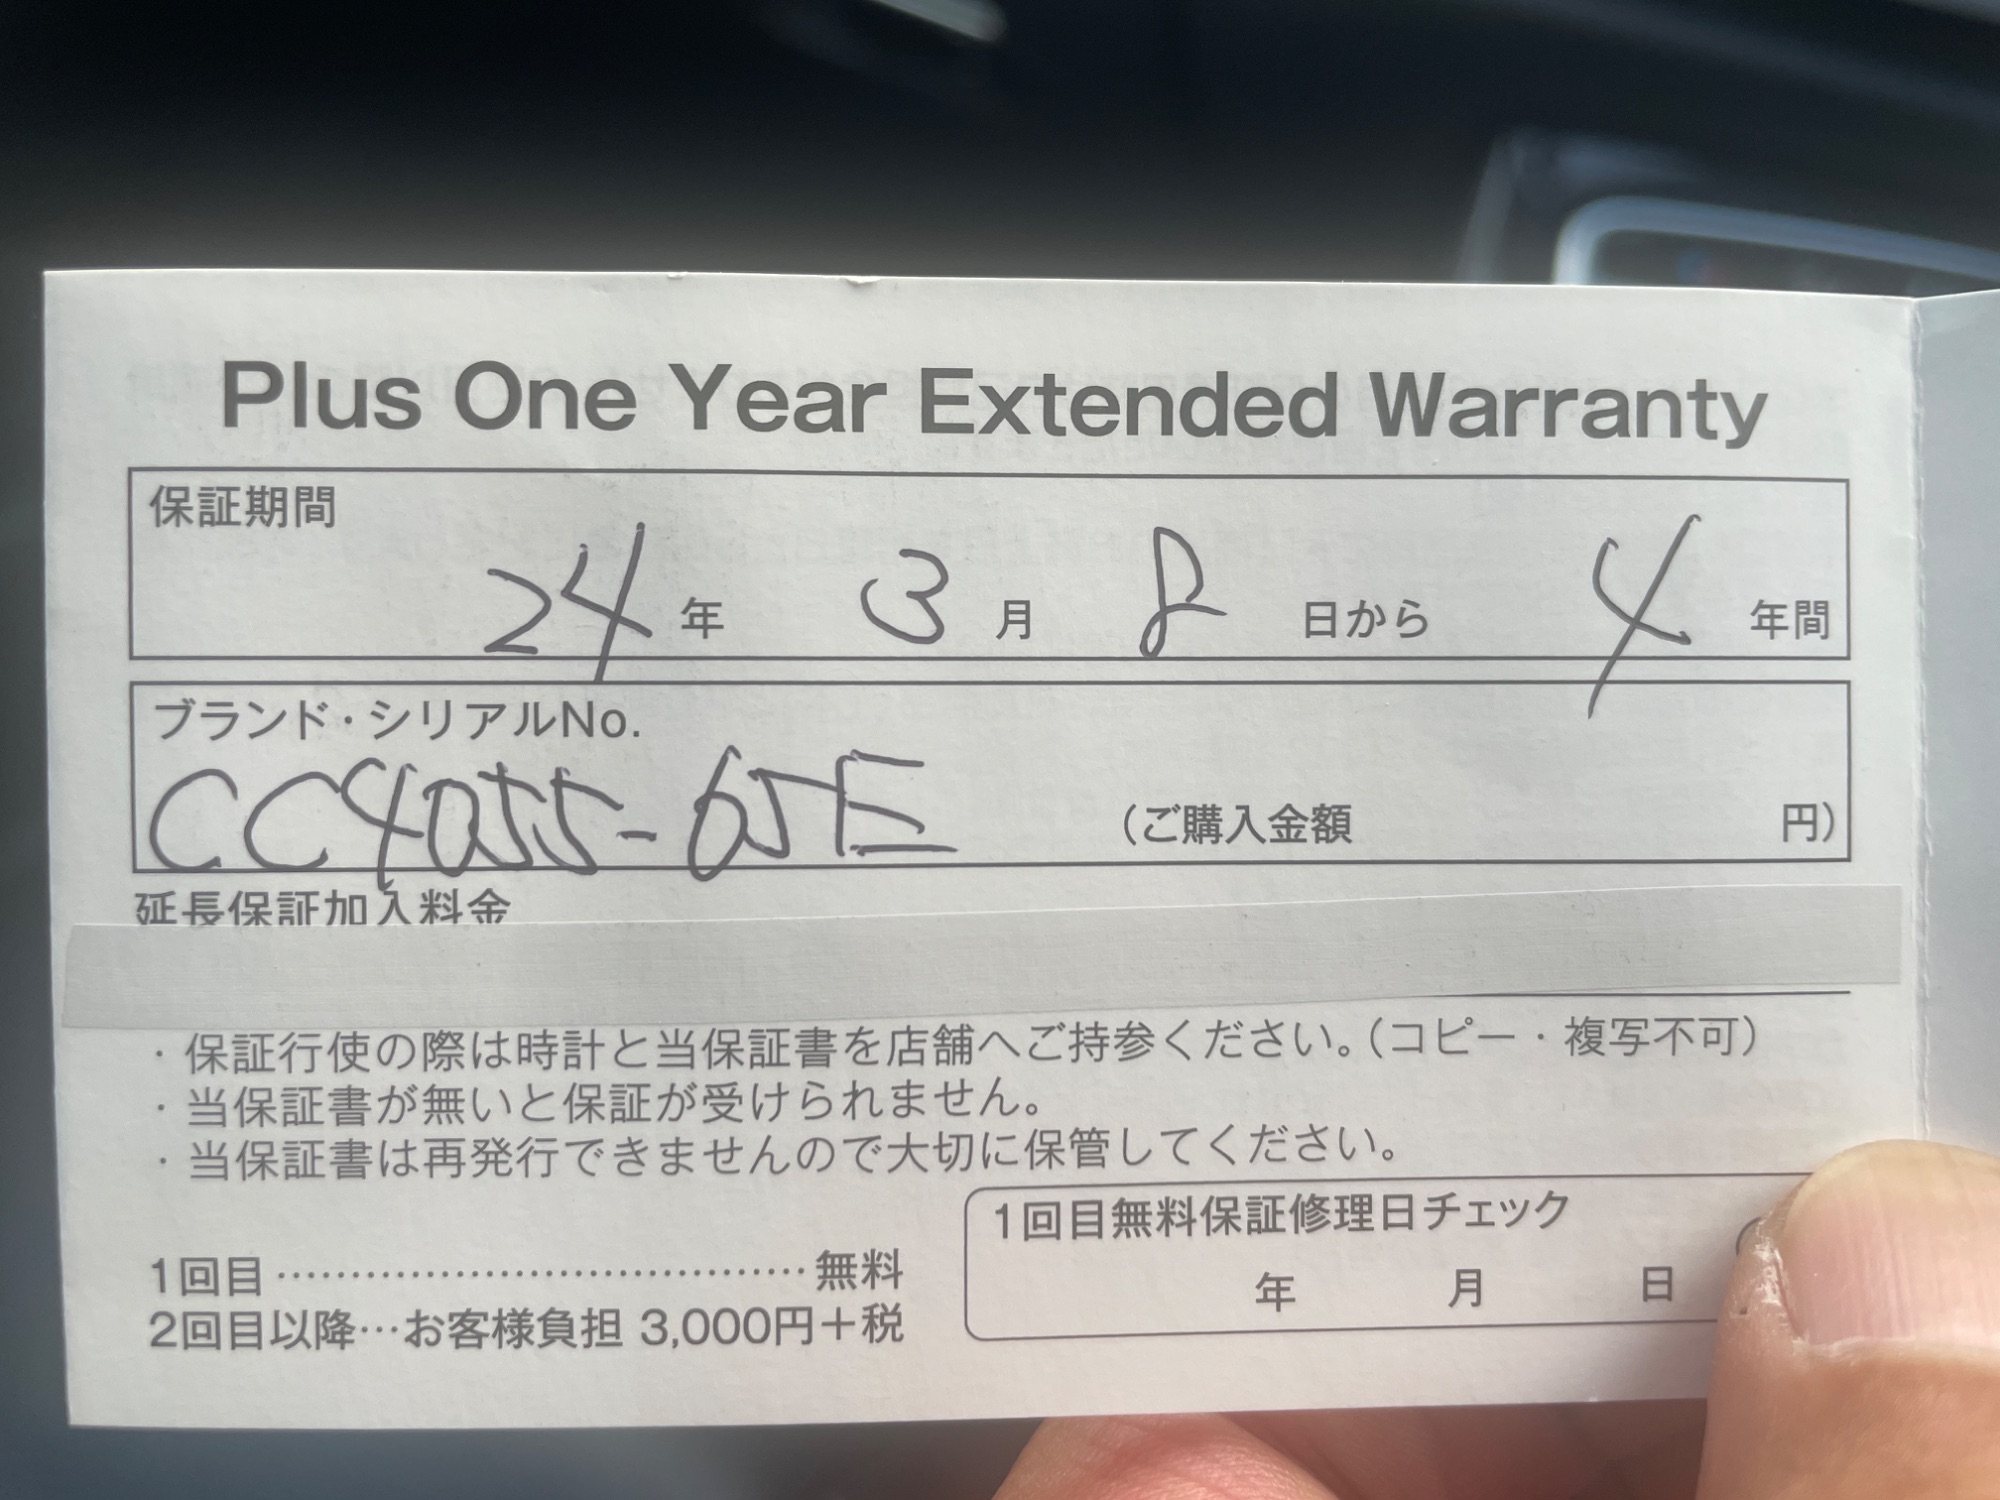 Plus One Year Extended Warranty
保証期間
24年 3月 8日から 4年間
ブランド・シリアルNo.
CC4055-65E (ご購入金額 円)
延長保証加入料金
・保証行使の際は時計と当保証書を店舗へご持参ください。(コピー・複写不可)
・当保証書が無いと保証が受けられません。
・当保証書は再発行できませんので大切に保管してください。
1回目無料保証修理日チェック
年 月 日
1回目……………………………無料
2回目以降…お客様負担 3,000円+税